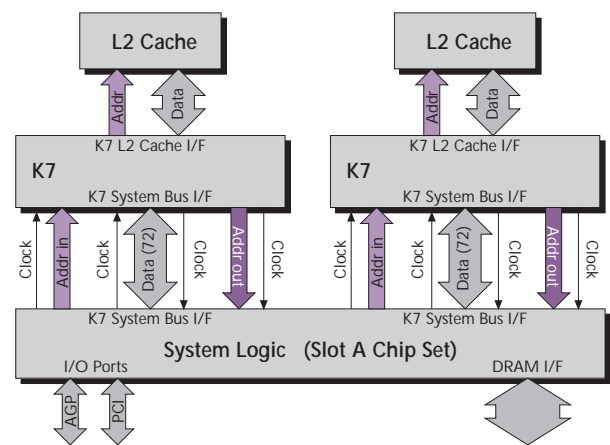 L2 Cache
L2 Cache
Addr
Data
Addr
Data
K7 L2 Cache I/F
K7 L2 Cache I/F
K7
K7
K7 System Bus I/F
K7 System Bus I/F
Clock
Addr in
Clock
Data (72)
Clock
Addr out
Clock
Clock
Addr in
Clock
Data (72)
Clock
Addr out
Clock
K7 System Bus I/F
K7 System Bus I/F
System Logic (Slot A Chip Set)
I/O Ports
DRAM I/F
AGP
PCI